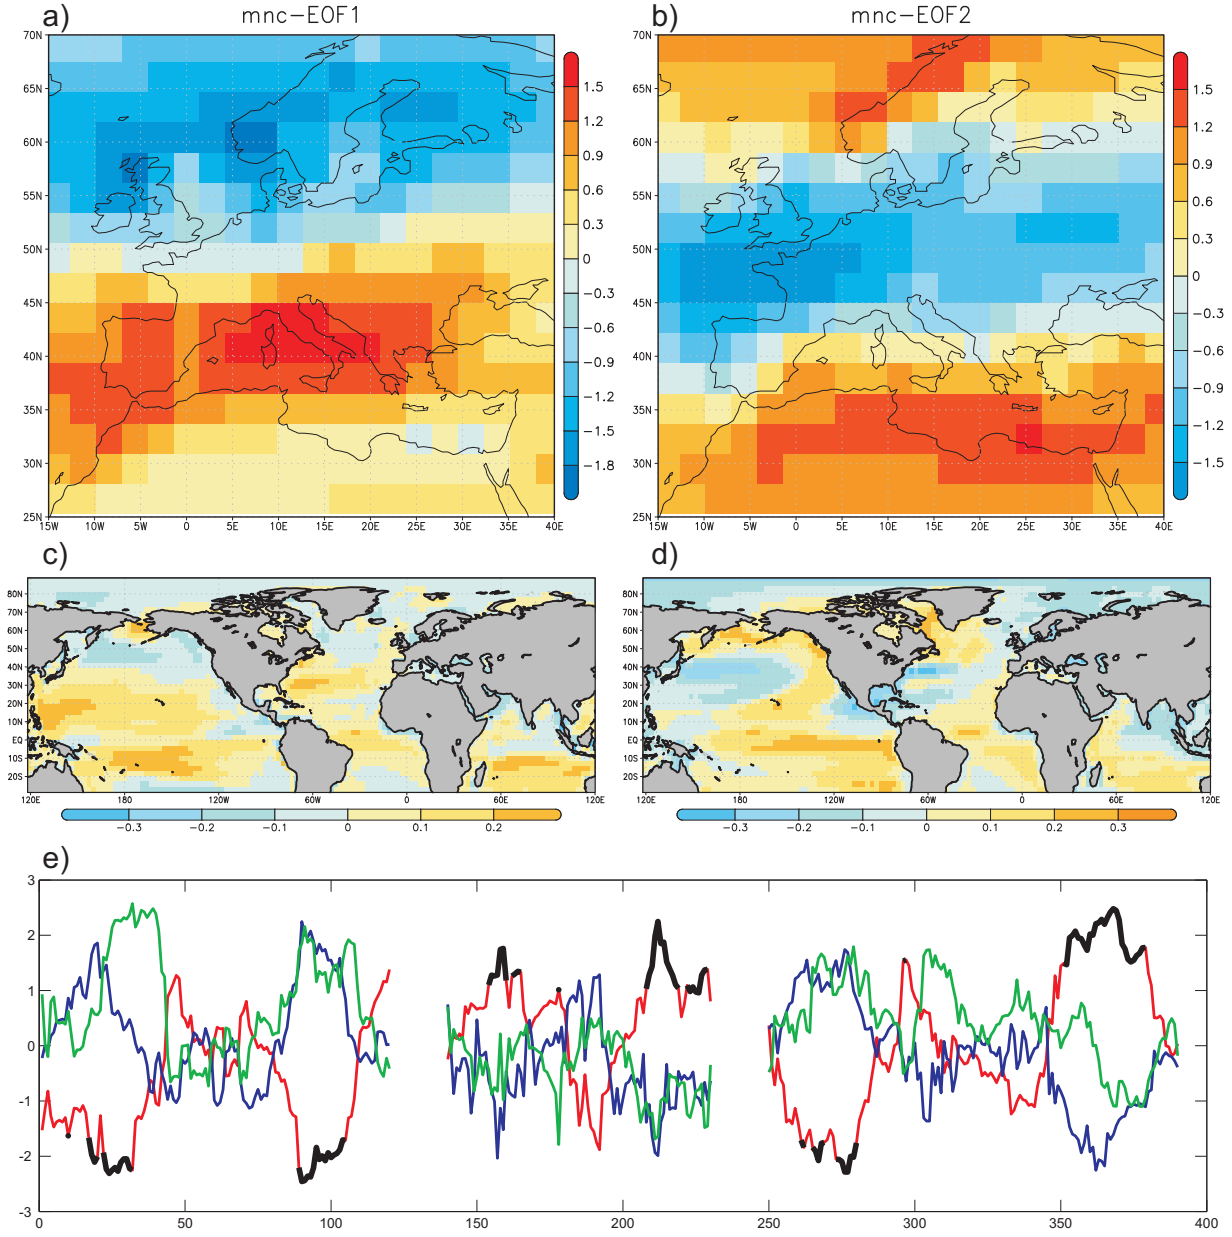 a) mnc-EOF1
b) mnc-EOF2
70N
65N
60N
55N
50N
45N
40N
35N
30N
25N
15W 10W 5W 0 5E 10E 15E 20E 25E 30E 35E 40E
1.5
1.2
0.9
0.6
0.3
0
-0.3
-0.6
-0.9
-1.2
-1.5
-1.8
70N
65N
60N
55N
50N
45N
40N
35N
30N
25N
15W 10W 5W 0 5E 10E 15E 20E 25E 30E 35E 40E
1.5
1.2
0.9
0.6
0.3
0
-0.3
-0.6
-0.9
-1.2
-1.5
c)
80N
70N
60N
50N
40N
30N
20N
10N
EQ
10S
20S
120E 180 120W 60W 0 60E 120E
-0.3 -0.2 -0.1 0 0.1 0.2
d)
80N
70N
60N
50N
40N
30N
20N
10N
EQ
10S
20S
120E 180 120W 60W 0 60E 120E
-0.3 -0.2 -0.1 0 0.1 0.2 0.3
e)
3
2
1
0
-1
-2
-3
0 50 100 150 200 250 300 350 400